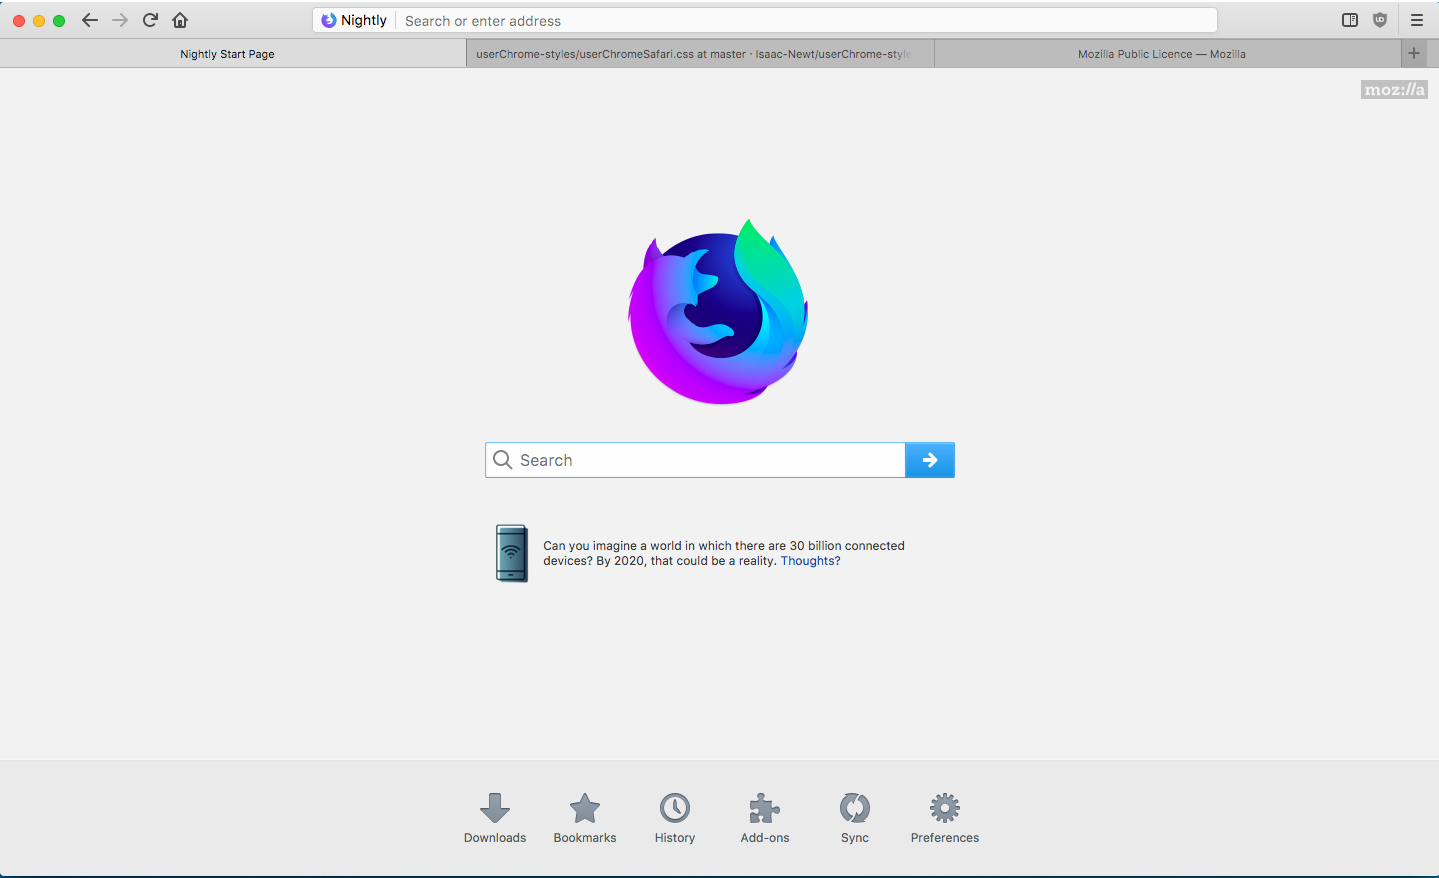 Nightly
Search or enter address
Nightly Start Page
userChrome-styles/userChromeSafari.css at master · Isaac-Newt/userChrome-style
Mozilla Public Licence — Mozilla
moz://a
Search
Can you imagine a world in which there are 30 billion connected
devices? By 2020, that could be a reality. Thoughts?
Downloads
Bookmarks
History
Add-ons
Sync
Preferences